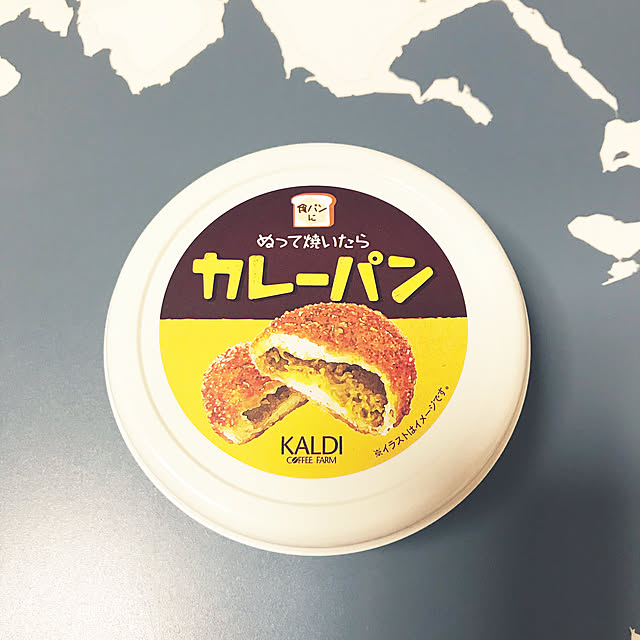 食パン
に
ぬって焼いたら
カレーパン
KALDI
COFFEE FARM
※イラストはイメージです。